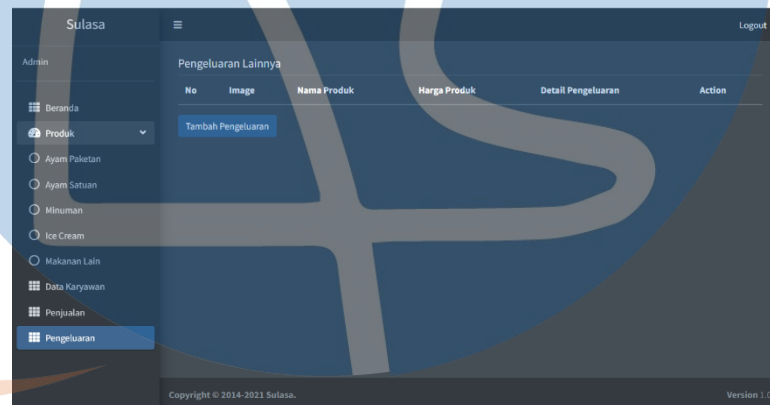 Sulasa
Logout
Admin
Beranda
Produk
Ayam Paketan
Ayam Satuan
Minuman
Ice Cream
Makanan Lain
Data Karyawan
Penjualan
Pengeluaran
Pengeluaran Lainnya
No Image Nama Produk Harga Produk Detail Pengeluaran Action
Tambah Pengeluaran
Copyright © 2014-2021 Sulasa. Version 1.0